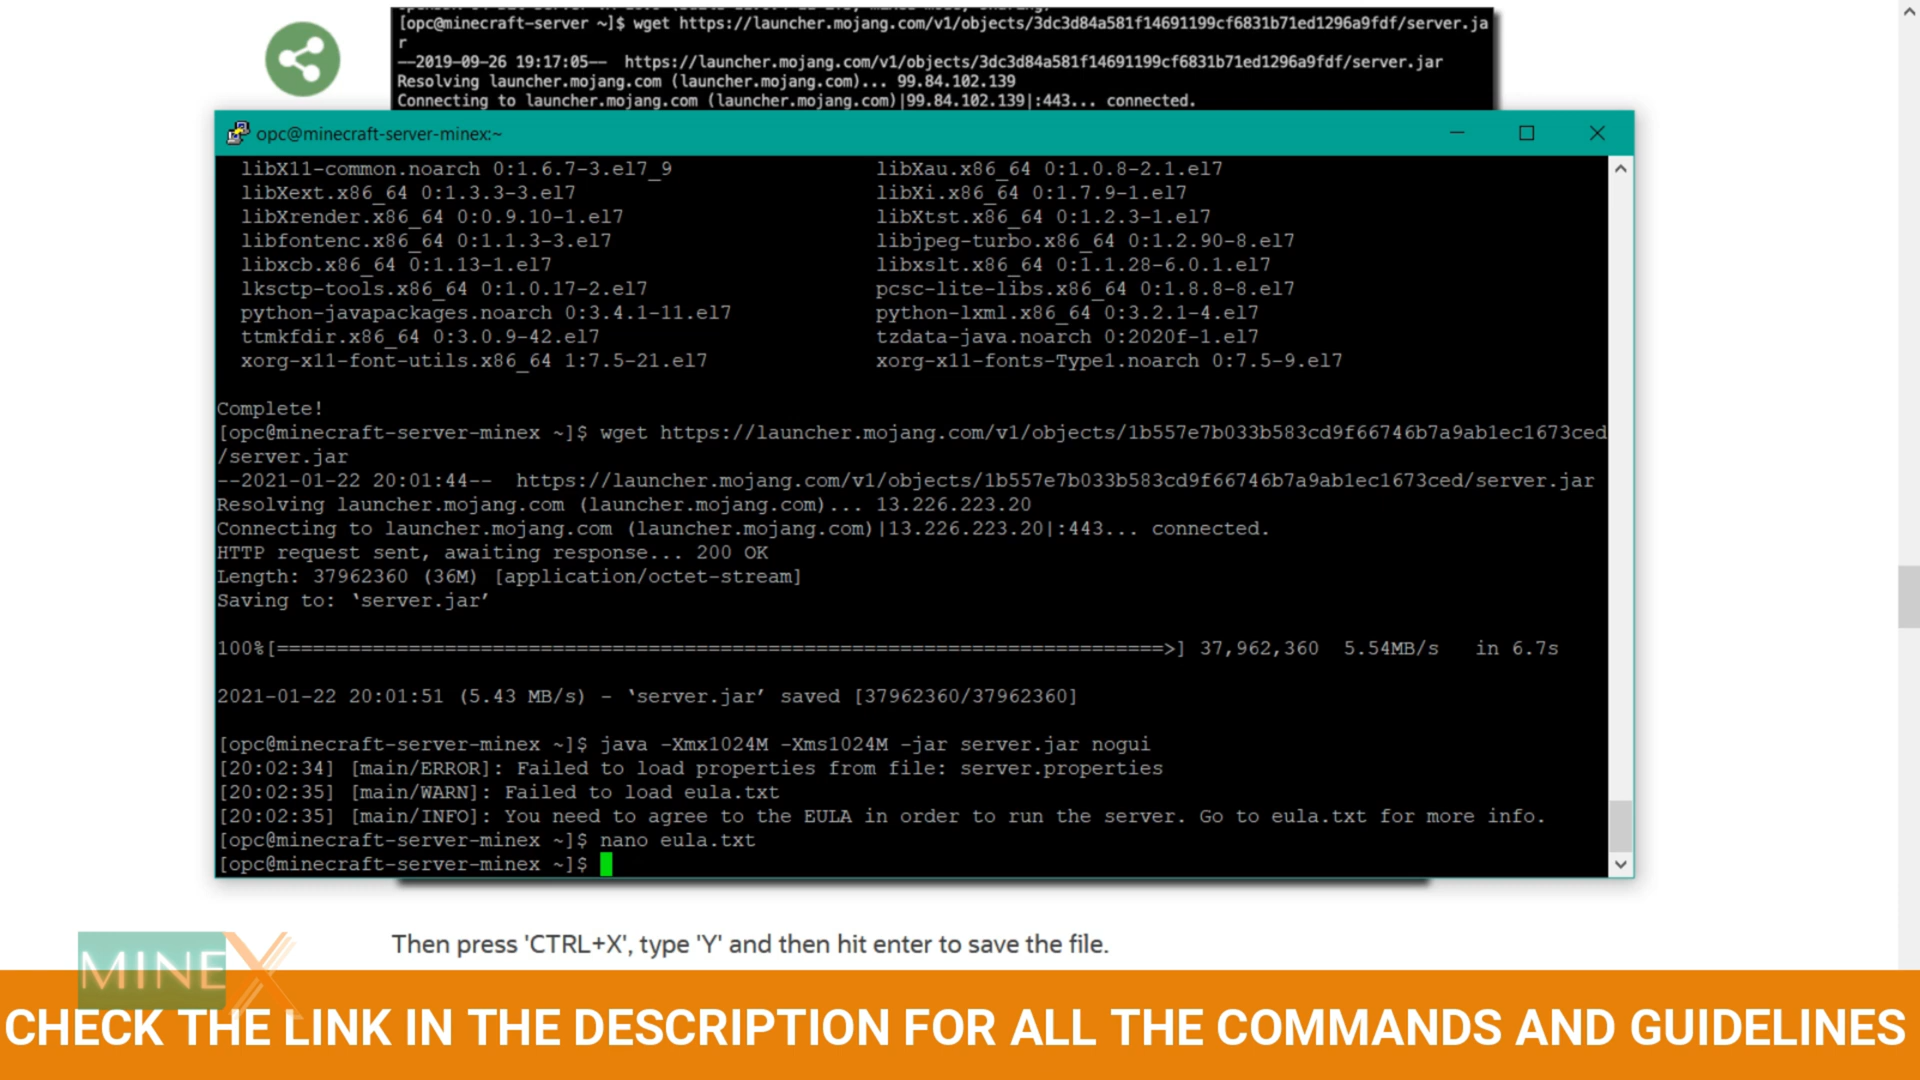 [opc@minecraft-server ~]$ wget https://launcher.mojang.com/v1/objects/3dc3d84a581f14691199cf6831b71ed1296a9fdf/server.ja
r
--2019-09-26 19:17:05--  https://launcher.mojang.com/v1/objects/3dc3d84a581f14691199cf6831b71ed1296a9fdf/server.jar
Resolving launcher.mojang.com (launcher.mojang.com)... 99.84.102.139
Connecting to launcher.mojang.com (launcher.mojang.com)|99.84.102.139|:443... connected.
opc@minecraft-server-minex:~
libX11-common.noarch 0:1.6.7-3.el7_9 libXau.x86_64 0:1.0.8-2.1.el7
libXext.x86_64 0:1.3.3-3.el7 libXi.x86_64 0:1.7.9-1.el7
libXrender.x86_64 0:0.9.10-1.el7 libXtst.x86_64 0:1.2.3-1.el7
libfontenc.x86_64 0:1.1.3-3.el7 libjpeg-turbo.x86_64 0:1.2.90-8.el7
libxcb.x86_64 0:1.13-1.el7 libxslt.x86_64 0:1.1.28-6.0.1.el7
lksctp-tools.x86_64 0:1.0.17-2.el7 pcsc-lite-libs.x86_64 0:1.8.8-8.el7
python-javapackages.noarch 0:3.4.1-11.el7 python-lxml.x86_64 0:3.2.1-4.el7
ttmkfdir.x86_64 0:3.0.9-42.el7 tzdata-java.noarch 0:2020f-1.el7
xorg-x11-font-utils.x86_64 1:7.5-21.el7 xorg-x11-fonts-Type1.noarch 0:7.5-9.el7
Complete!
[opc@minecraft-server-minex ~]$ wget https://launcher.mojang.com/v1/objects/1b557e7b033b583cd9f66746b7a9ab1ec1673ced
/server.jar
--2021-01-22 20:01:44--  https://launcher.mojang.com/v1/objects/1b557e7b033b583cd9f66746b7a9ab1ec1673ced/server.jar
Resolving launcher.mojang.com (launcher.mojang.com)... 13.226.223.20
Connecting to launcher.mojang.com (launcher.mojang.com)|13.226.223.20|:443... connected.
HTTP request sent, awaiting response... 200 OK
Length: 37962360 (36M) [application/octet-stream]
Saving to: ‘server.jar’
100%[==========================================================================>] 37,962,360  5.54MB/s   in 6.7s
2021-01-22 20:01:51 (5.43 MB/s) - ‘server.jar’ saved [37962360/37962360]
[opc@minecraft-server-minex ~]$ java -Xmx1024M -Xms1024M -jar server.jar nogui
[20:02:34] [main/ERROR]: Failed to load properties from file: server.properties
[20:02:35] [main/WARN]: Failed to load eula.txt
[20:02:35] [main/INFO]: You need to agree to the EULA in order to run the server. Go to eula.txt for more info.
[opc@minecraft-server-minex ~]$ nano eula.txt
[opc@minecraft-server-minex ~]$
Then press 'CTRL+X', type 'Y' and then hit enter to save the file.
MINEX
CHECK THE LINK IN THE DESCRIPTION FOR ALL THE COMMANDS AND GUIDELINES